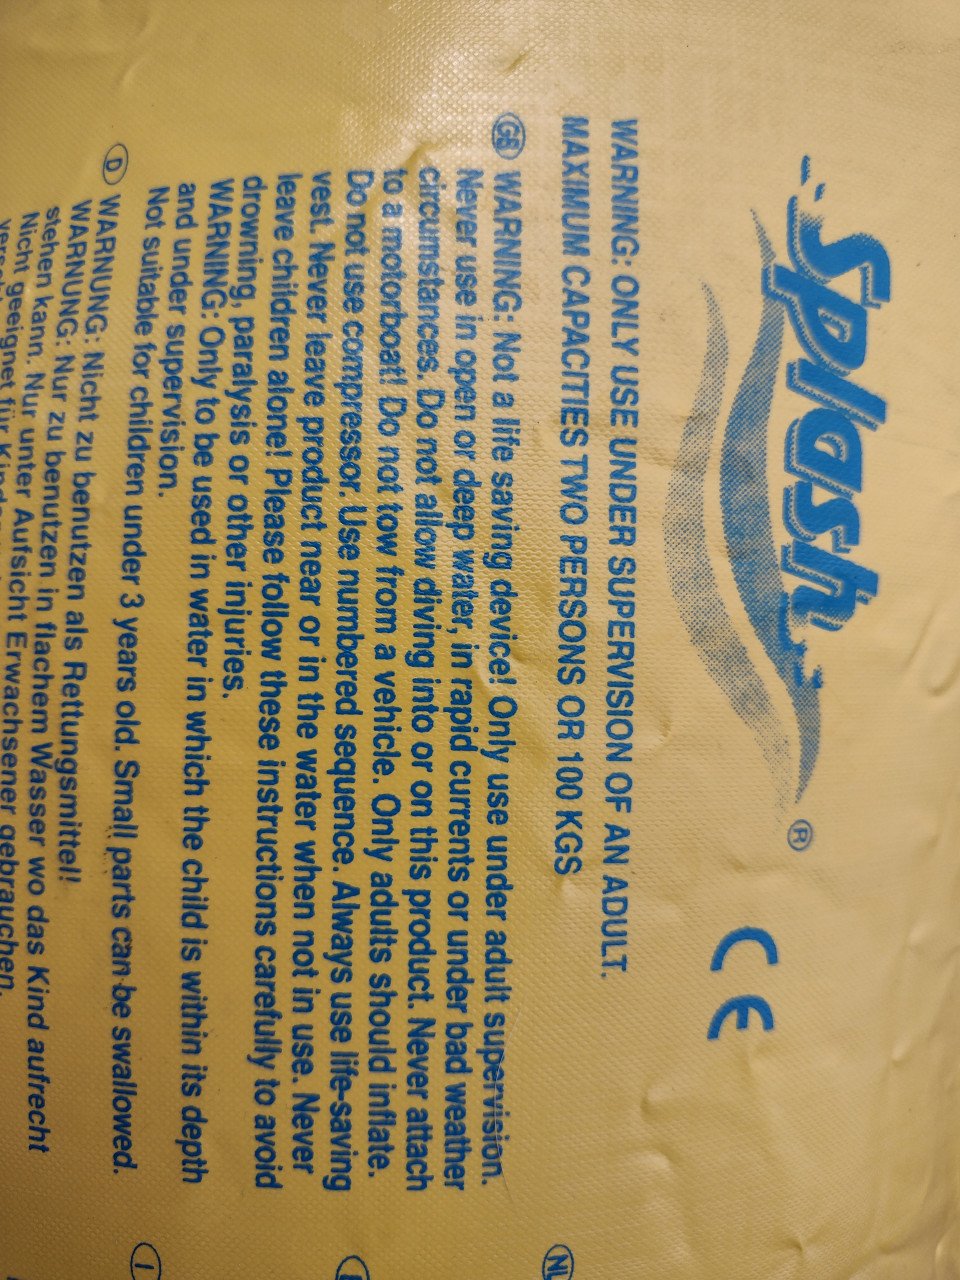 Splash®
CE
WARNING: ONLY USE UNDER SUPERVISION OF AN ADULT.
MAXIMUM CAPACITIES TWO PERSONS OR 100 KGS
GB WARNING: Not a life saving device! Only use under adult supervision.
Never use in open or deep water, in rapid currents or under bad weather
circumstances. Do not allow diving into or on this product. Never attach
to a motorboat! Do not tow from a vehicle. Only adults should inflate.
Do not use compressor. Use numbered sequence. Always use life-saving
vest. Never leave product near or in the water when not in use. Never
leave children alone! Please follow these instructions carefully to avoid
drowning, paralysis or other injuries.
WARNING: Only to be used in water in which the child is within its depth
and under supervision.
Not suitable for children under 3 years old. Small parts can be swallowed.
D WARNUNG: Nicht zu benutzen als Rettungsmittel!
WARNUNG: Nur zu benutzen in flachem Wasser wo das Kind aufrecht
stehen kann. Nur unter Aufsicht Erwachsener gebrauchen.
Nicht geeignet für
NL
I